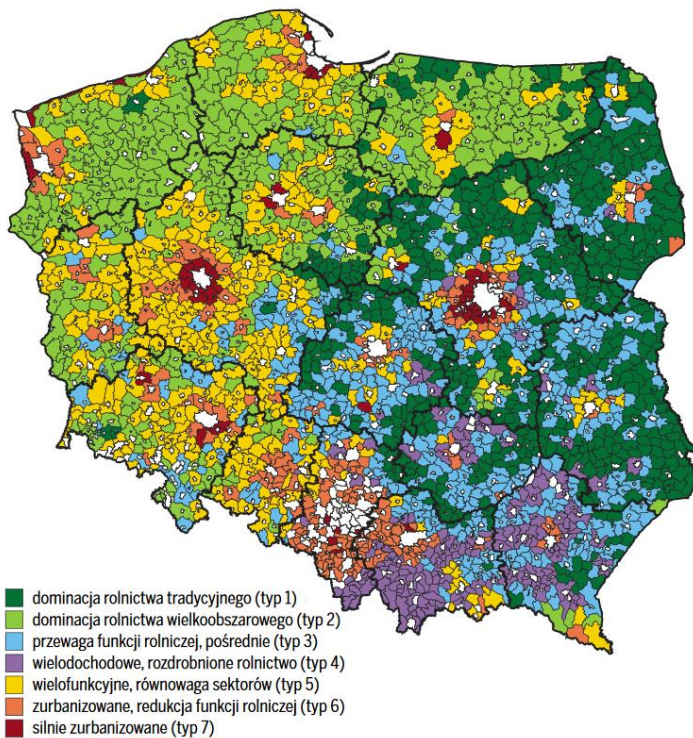 dominacja rolnictwa tradycyjnego (typ 1)
dominacja rolnictwa wielkoobszarowego (typ 2)
przewaga funkcji rolniczej, pośrednie (typ 3)
wielodochodowe, rozdrobnione rolnictwo (typ 4)
wielofunkcyjne, równowaga sektorów (typ 5)
zurbanizowane, redukcja funkcji rolniczej (typ 6)
silnie zurbanizowane (typ 7)